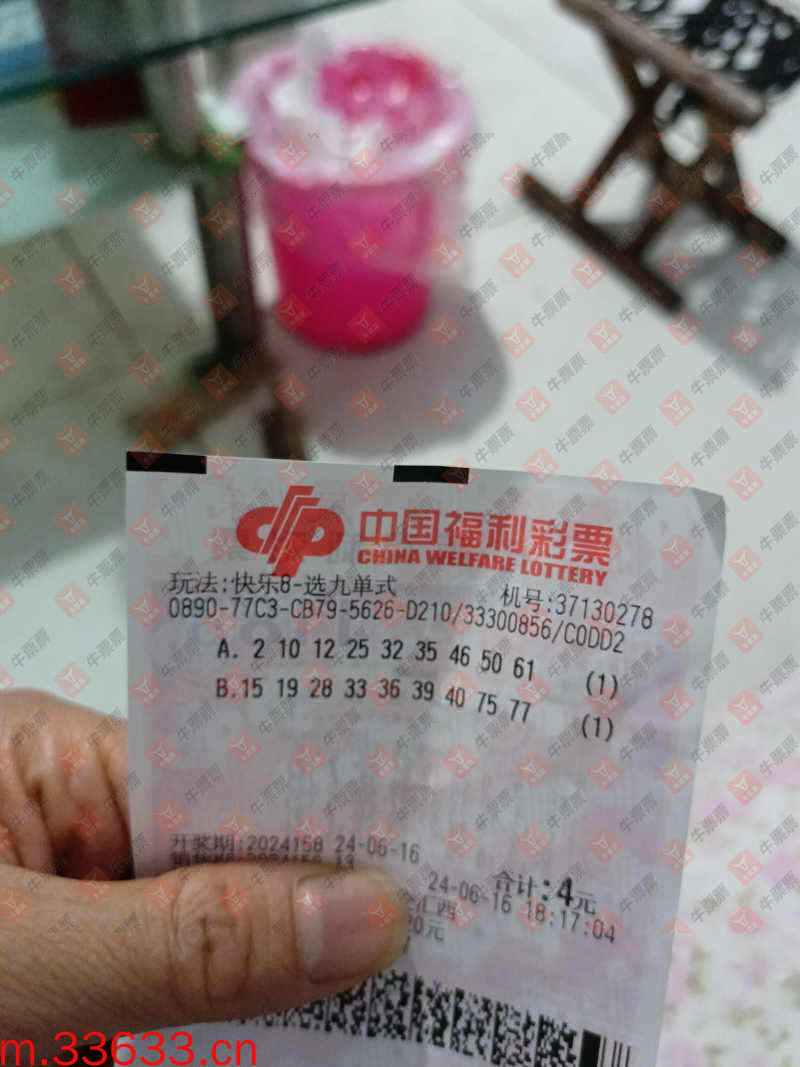 中国福利彩票
CHINA WELFARE LOTTERY
玩法:快乐8-选九单式 机号:37130278
0890-77C3-CB79-5626-D210/33300856/C0DD2
A. 2 10 12 25 32 35 46 50 61 (1)
B.15 19 28 33 36 39 40 75 77 (1)
开奖期:2024158 24-06-16 合计:4元
24-06-16 18:17:04
牛票票
m.33633.cn